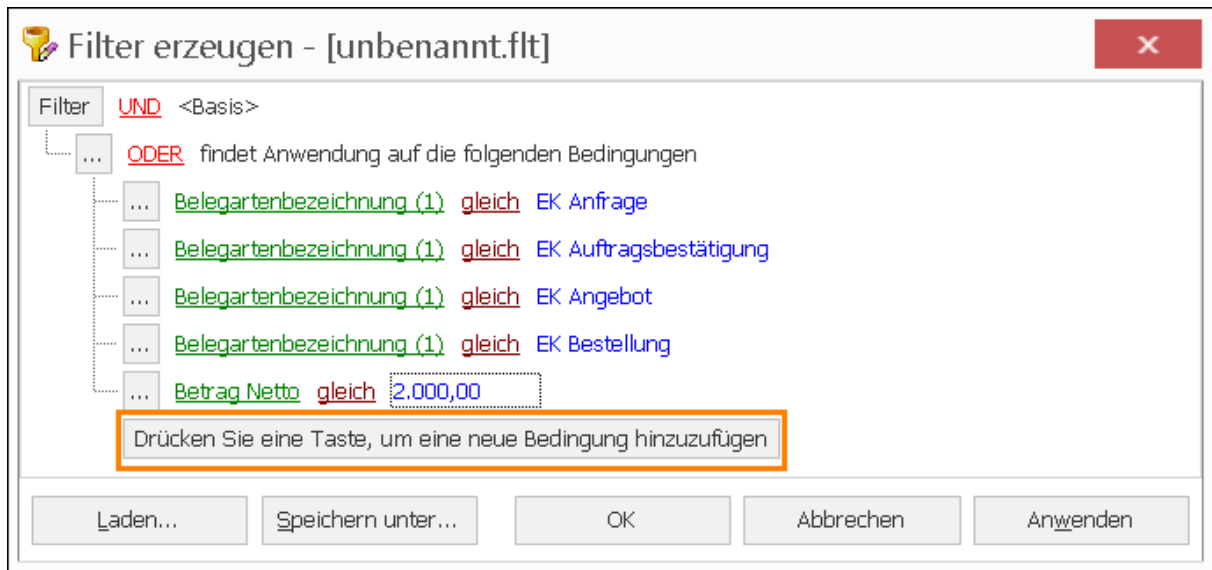 Filter erzeugen - [unbenannt.flt]
Filter UND <Basis>
... ODER findet Anwendung auf die folgenden Bedingungen
... Belegartenbezeichnung (1) gleich EK Anfrage
... Belegartenbezeichnung (1) gleich EK Auftragsbestätigung
... Belegartenbezeichnung (1) gleich EK Angebot
... Belegartenbezeichnung (1) gleich EK Bestellung
... Betrag Netto gleich 2.000,00
Drücken Sie eine Taste, um eine neue Bedingung hinzuzufügen
Laden... Speichern unter... OK Abbrechen Anwenden